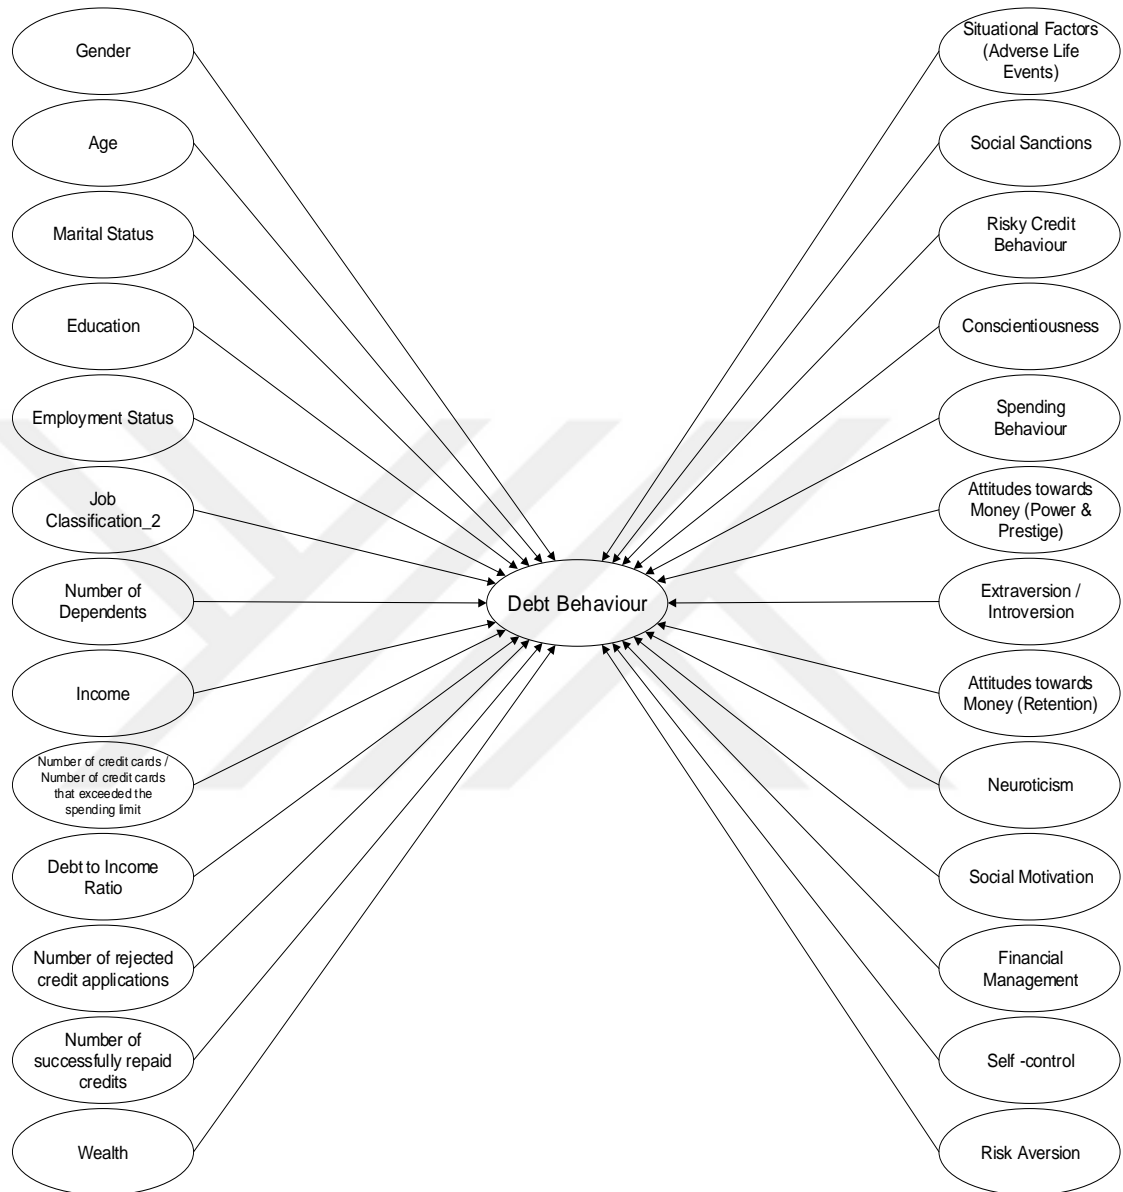 Gender
Age
Marital Status
Education
Employment Status
Job
Classification_2
Number of
Dependents
Income
Number of credit cards /
Number of credit cards
that exceeded the
spending limit
Debt to Income
Ratio
Number of rejected
credit applications
Number of
successfully repaid
credits
Wealth
Debt Behaviour
Situational Factors
(Adverse Life
Events)
Social Sanctions
Risky Credit
Behaviour
Conscientiousness
Spending
Behaviour
Attitudes towards
Money (Power &
Prestige)
Extraversion /
Introversion
Attitudes towards
Money (Retention)
Neuroticism
Social Motivation
Financial
Management
Self -control
Risk Aversion